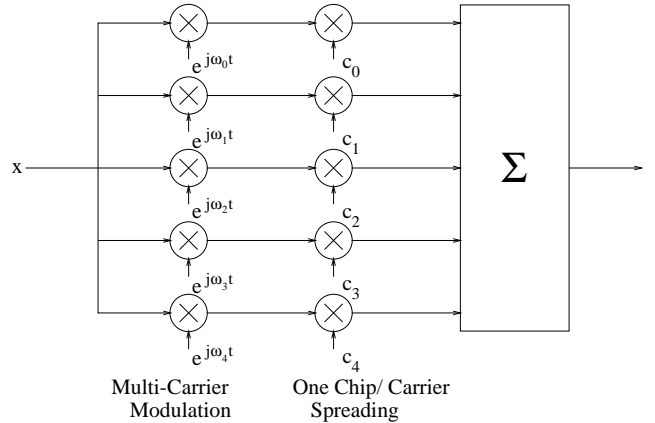 e^jω₀t
c₀
e^jω₁t
c₁
x
Σ
e^jω₂t
c₂
e^jω₃t
c₃
e^jω₄t
c₄
Multi-Carrier
Modulation
One Chip/ Carrier
Spreading